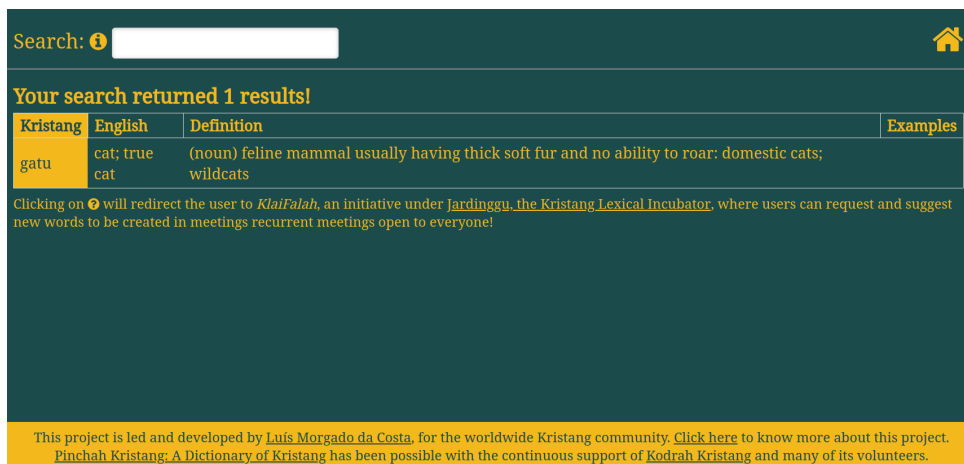 Search:
Your search returned 1 results!
Kristang English Definition Examples
gatu cat; true cat (noun) feline mammal usually having thick soft fur and no ability to roar: domestic cats; wildcats
Clicking on will redirect the user to KlaiFalah, an initiative under Jardinggu, the Kristang Lexical Incubator, where users can request and suggest
new words to be created in meetings recurrent meetings open to everyone!
This project is led and developed by Luís Morgado da Costa, for the worldwide Kristang community. Click here to know more about this project.
Pinchah Kristang: A Dictionary of Kristang has been possible with the continuous support of Kodrah Kristang and many of its volunteers.